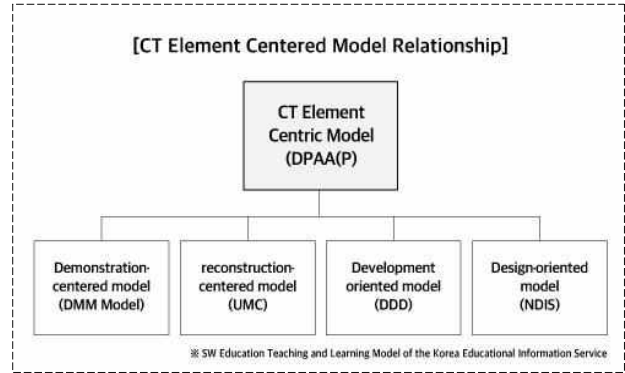 [CT Element Centered Model Relationship]
CT Element
Centric Model
(DPAA(P)
Demonstration-
centered model
(DMM Model)
reconstruction-
centered model
(UMC)
Development
oriented model
(DDD)
Design-oriented
model
(NDIS)
※ SW Education Teaching and Learning Model of the Korea Educational Information Service